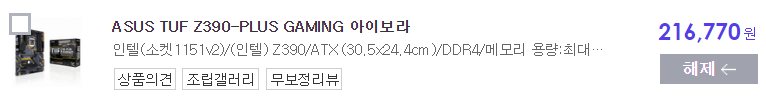 ASUS TUF Z390-PLUS GAMING 아이보라
216,770원
인텔(소켓1151v2)/(인텔) Z390/ATX (30.5x24.4cm)/DDR4/메모리 용량:최대…
해제 ←
상품의견 조립갤러리 무보정리뷰